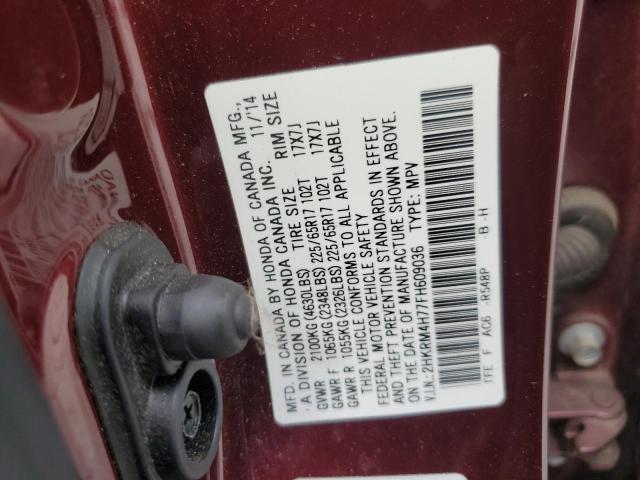 MFD. IN CANADA BY HONDA OF CANADA MFG.,
A DIVISION OF HONDA CANADA INC. 11/'14
TIRE SIZE RIM SIZE
GVWR 2100KG (4630LBS)
GAWR F 1065KG (2348LBS) 225/65R17 102T 17X7J
GAWR R 1055KG (2326LBS) 225/65R17 102T 17X7J
THIS VEHICLE CONFORMS TO ALL APPLICABLE
FEDERAL MOTOR VEHICLE SAFETY
AND THEFT PREVENTION STANDARDS IN EFFECT
ON THE DATE OF MANUFACTURE SHOWN ABOVE.
V.I.N.:2HKRM4H77FH609036 TYPE: MPV
TFE F AC6 -R548P -B -H